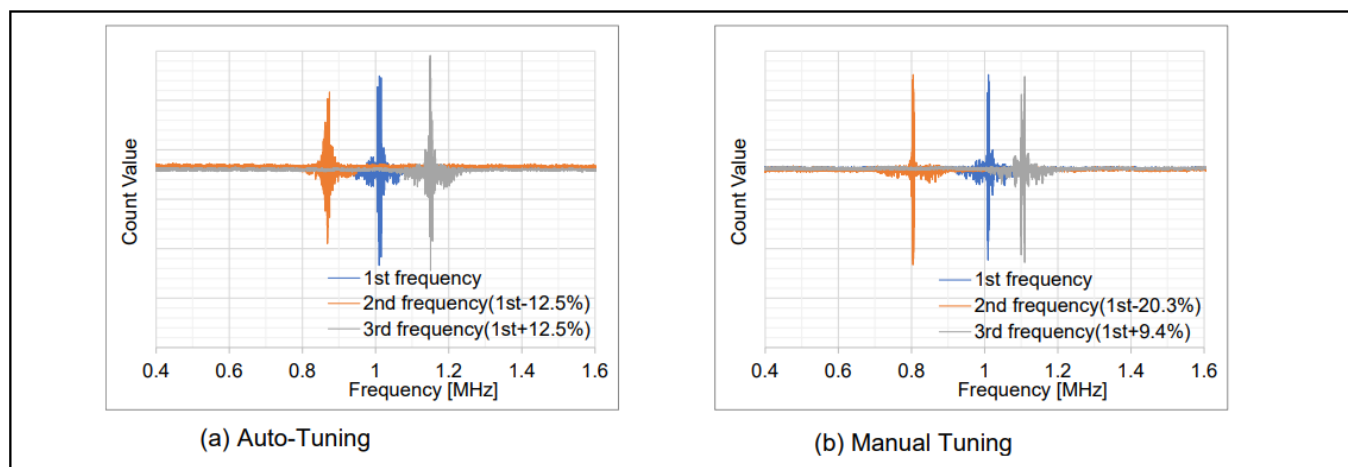 Count Value
1st frequency
2nd frequency(1st-12.5%)
3rd frequency(1st+12.5%)
0.4 0.6 0.8 1 1.2 1.4 1.6
Frequency [MHz]
(a) Auto-Tuning
Count Value
1st frequency
2nd frequency(1st-20.3%)
3rd frequency(1st+9.4%)
0.4 0.6 0.8 1 1.2 1.4 1.6
Frequency [MHz]
(b) Manual Tuning